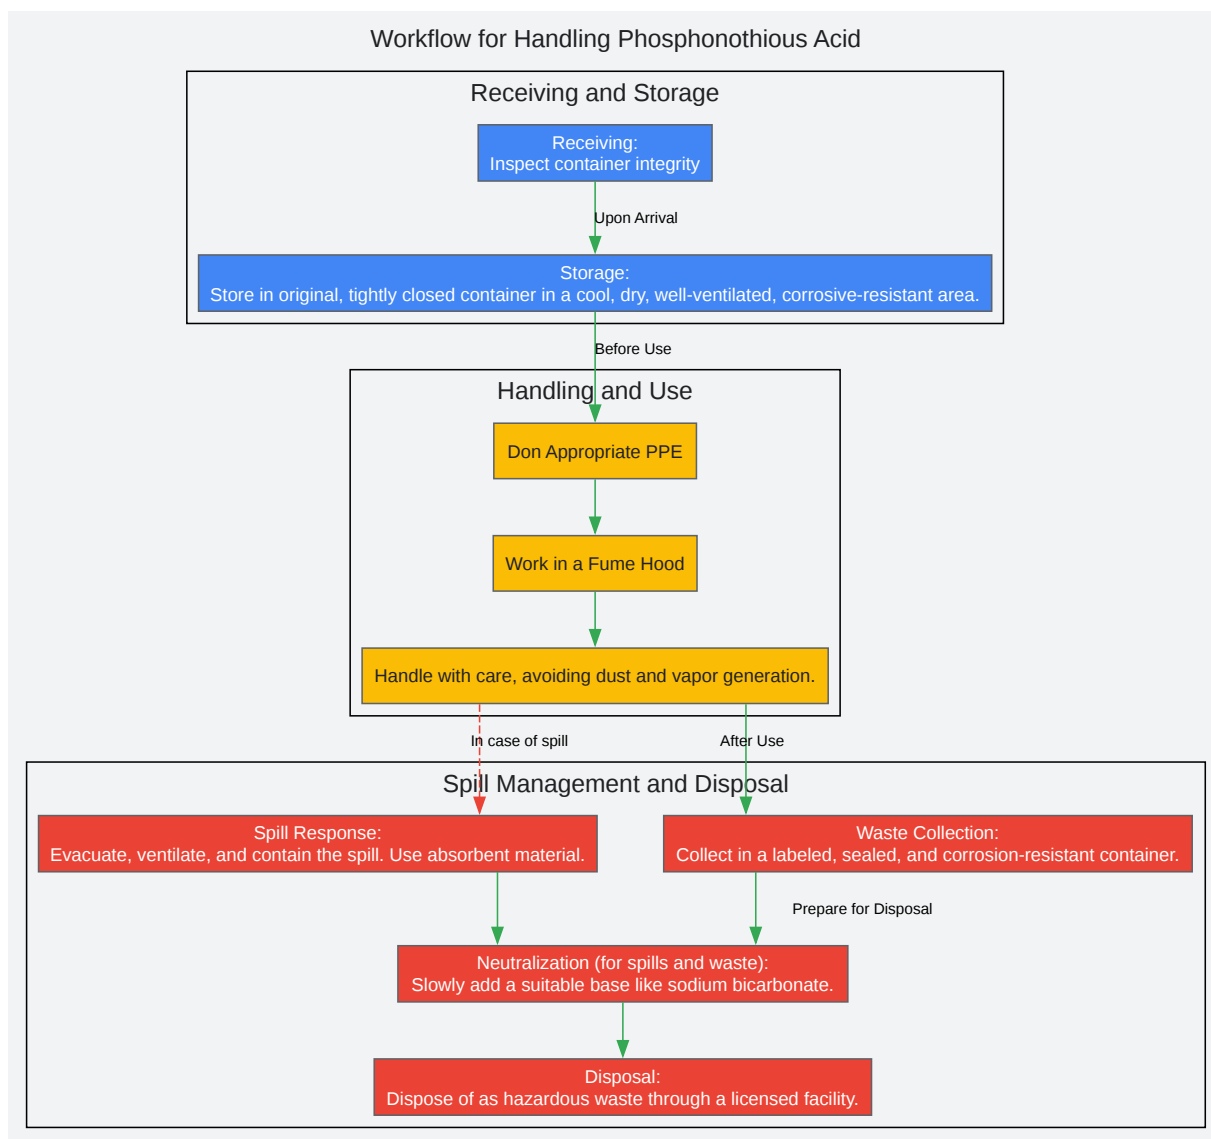 Workflow for Handling Phosphonothious Acid
Receiving and Storage
Receiving:
Inspect container integrity
Upon Arrival
Storage:
Store in original, tightly closed container in a cool, dry, well-ventilated, corrosive-resistant area.
Before Use
Handling and Use
Don Appropriate PPE
Work in a Fume Hood
Handle with care, avoiding dust and vapor generation.
In case of spill
After Use
Spill Management and Disposal
Spill Response:
Evacuate, ventilate, and contain the spill. Use absorbent material.
Waste Collection:
Collect in a labeled, sealed, and corrosion-resistant container.
Prepare for Disposal
Neutralization (for spills and waste):
Slowly add a suitable base like sodium bicarbonate.
Disposal:
Dispose of as hazardous waste through a licensed facility.